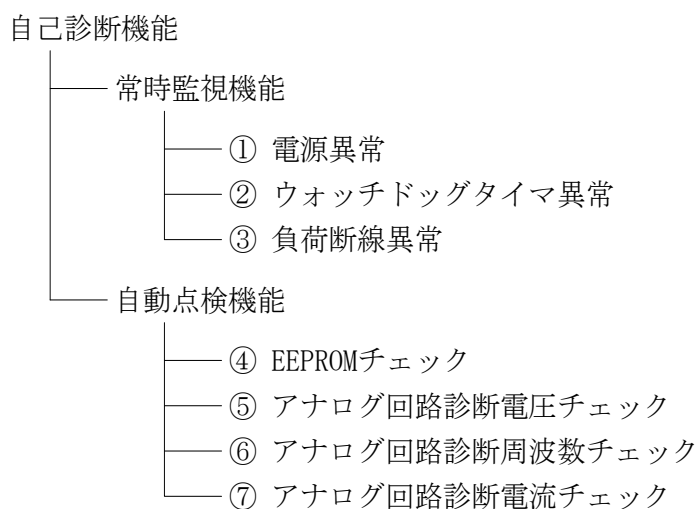 自己診断機能
常時監視機能
① 電源異常
② ウォッチドッグタイマ異常
③ 負荷断線異常
自動点検機能
④ EEPROMチェック
⑤ アナログ回路診断電圧チェック
⑥ アナログ回路診断周波数チェック
⑦ アナログ回路診断電流チェック